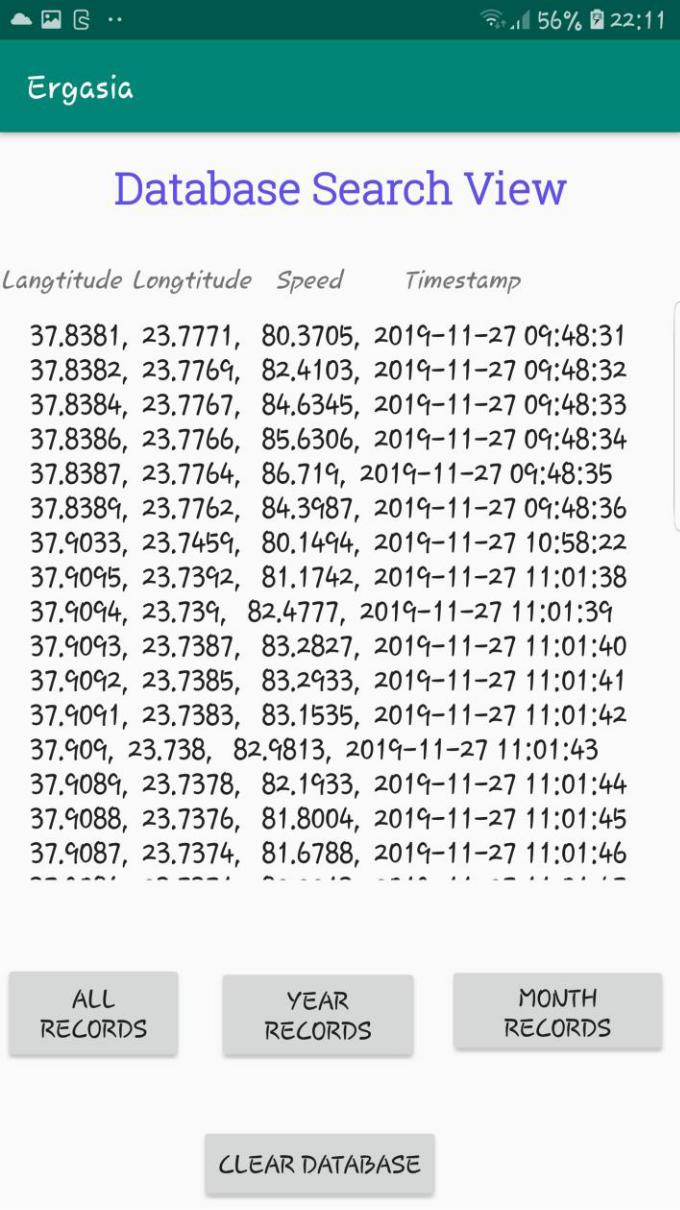 56% 22:11
Ergasia
Database Search View
Langtitude Longtitude Speed Timestamp
37.8381, 23.7771, 80.3705, 2019-11-27 09:48:31
37.8382, 23.7769, 82.4103, 2019-11-27 09:48:32
37.8384, 23.7767, 84.6345, 2019-11-27 09:48:33
37.8386, 23.7766, 85.6306, 2019-11-27 09:48:34
37.8387, 23.7764, 86.719, 2019-11-27 09:48:35
37.8389, 23.7762, 84.3987, 2019-11-27 09:48:36
37.9033, 23.7459, 80.1494, 2019-11-27 10:58:22
37.9095, 23.7392, 81.1742, 2019-11-27 11:01:38
37.9094, 23.739, 82.4777, 2019-11-27 11:01:39
37.9093, 23.7387, 83.2827, 2019-11-27 11:01:40
37.9092, 23.7385, 83.2933, 2019-11-27 11:01:41
37.9091, 23.7383, 83.1535, 2019-11-27 11:01:42
37.909, 23.738, 82.9813, 2019-11-27 11:01:43
37.9089, 23.7378, 82.1933, 2019-11-27 11:01:44
37.9088, 23.7376, 81.8004, 2019-11-27 11:01:45
37.9087, 23.7374, 81.6788, 2019-11-27 11:01:46
ALL
RECORDS
YEAR
RECORDS
MONTH
RECORDS
CLEAR DATABASE